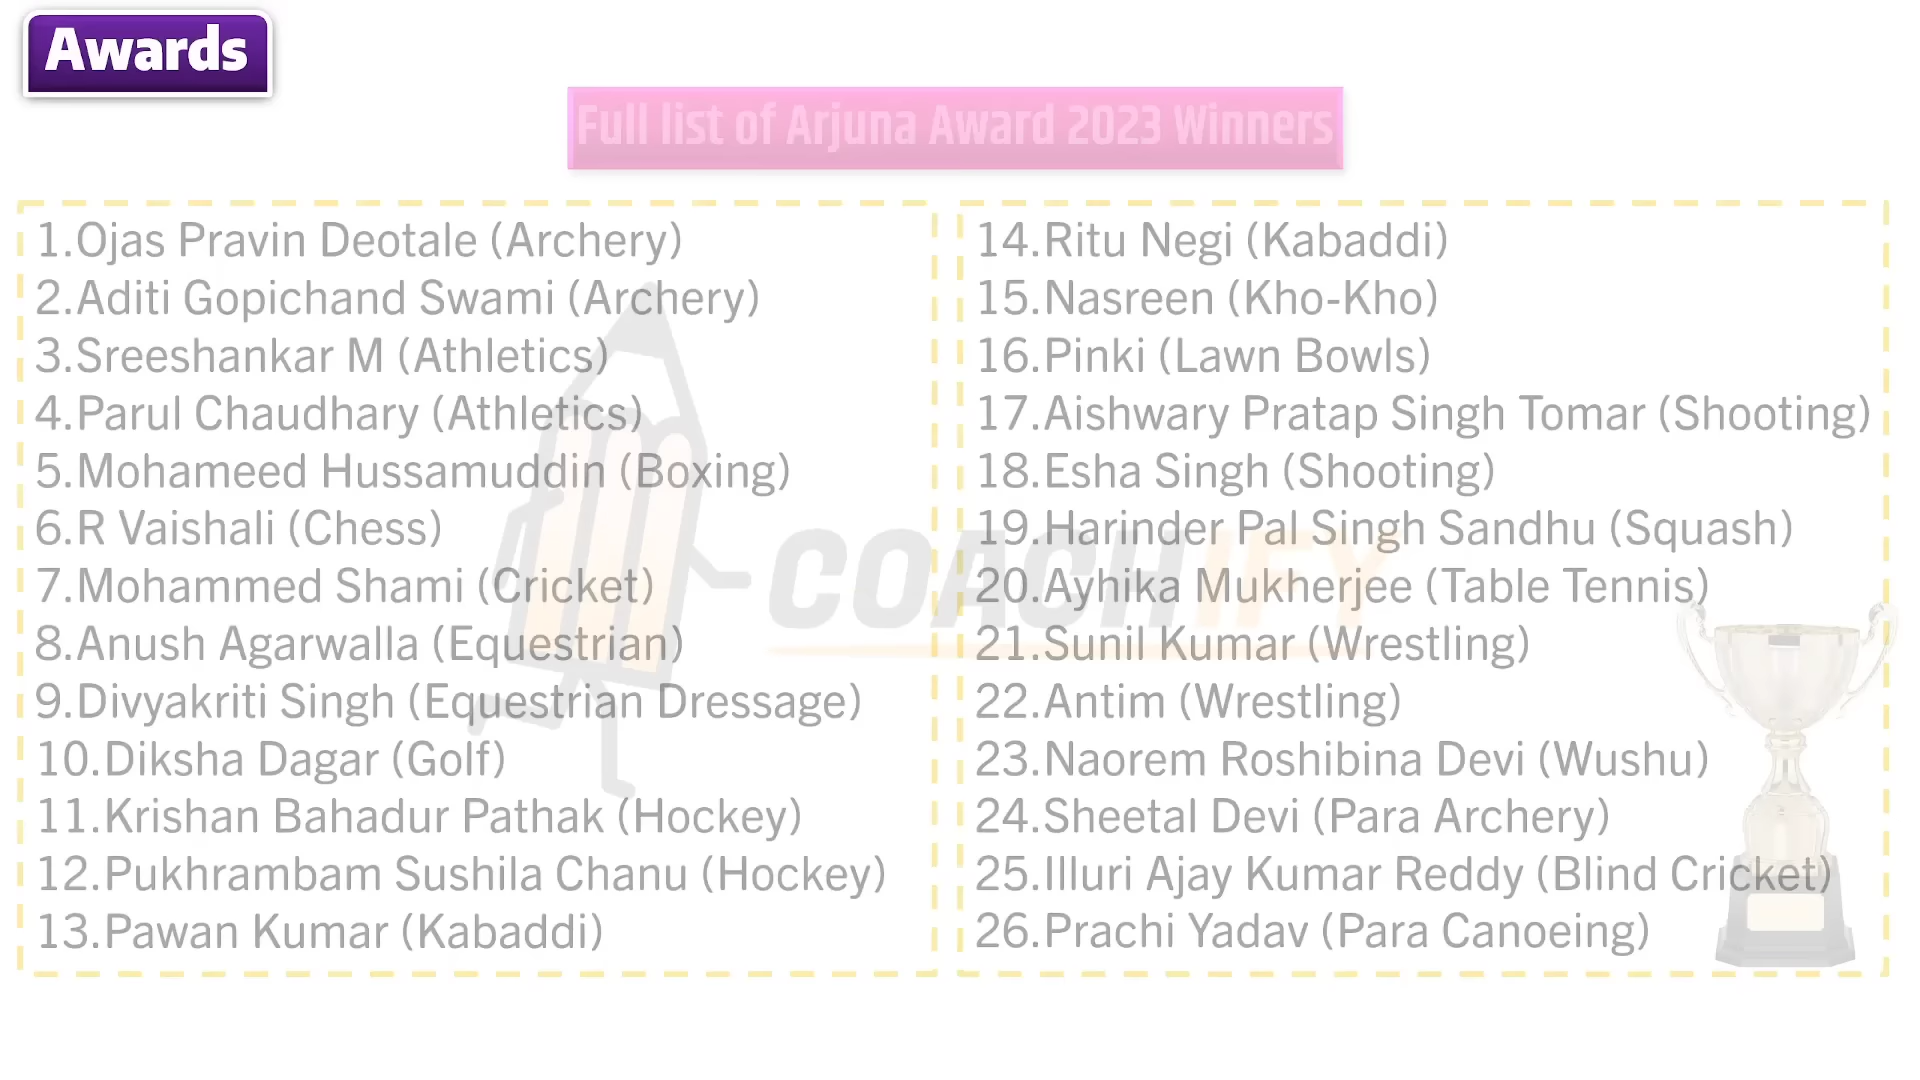 Awards
Full list of Arjuna Award 2023 Winners
1.Ojas Pravin Deotale (Archery)
2.Aditi Gopichand Swami (Archery)
3.Sreeshankar M (Athletics)
4.Parul Chaudhary (Athletics)
5.Mohameed Hussamuddin (Boxing)
6.R Vaishali (Chess)
7.Mohammed Shami (Cricket)
8.Anush Agarwalla (Equestrian)
9.Divyakriti Singh (Equestrian Dressage)
10.Diksha Dagar (Golf)
11.Krishan Bahadur Pathak (Hockey)
12.Pukhrambam Sushila Chanu (Hockey)
13.Pawan Kumar (Kabaddi)
14.Ritu Negi (Kabaddi)
15.Nasreen (Kho-Kho)
16.Pinki (Lawn Bowls)
17.Aishwary Pratap Singh Tomar (Shooting)
18.Esha Singh (Shooting)
19.Harinder Pal Singh Sandhu (Squash)
20.Ayhika Mukherjee (Table Tennis)
21.Sunil Kumar (Wrestling)
22.Antim (Wrestling)
23.Naorem Roshibina Devi (Wushu)
24.Sheetal Devi (Para Archery)
25.Illuri Ajay Kumar Reddy (Blind Cricket)
26.Prachi Yadav (Para Canoeing)
COACHIFY